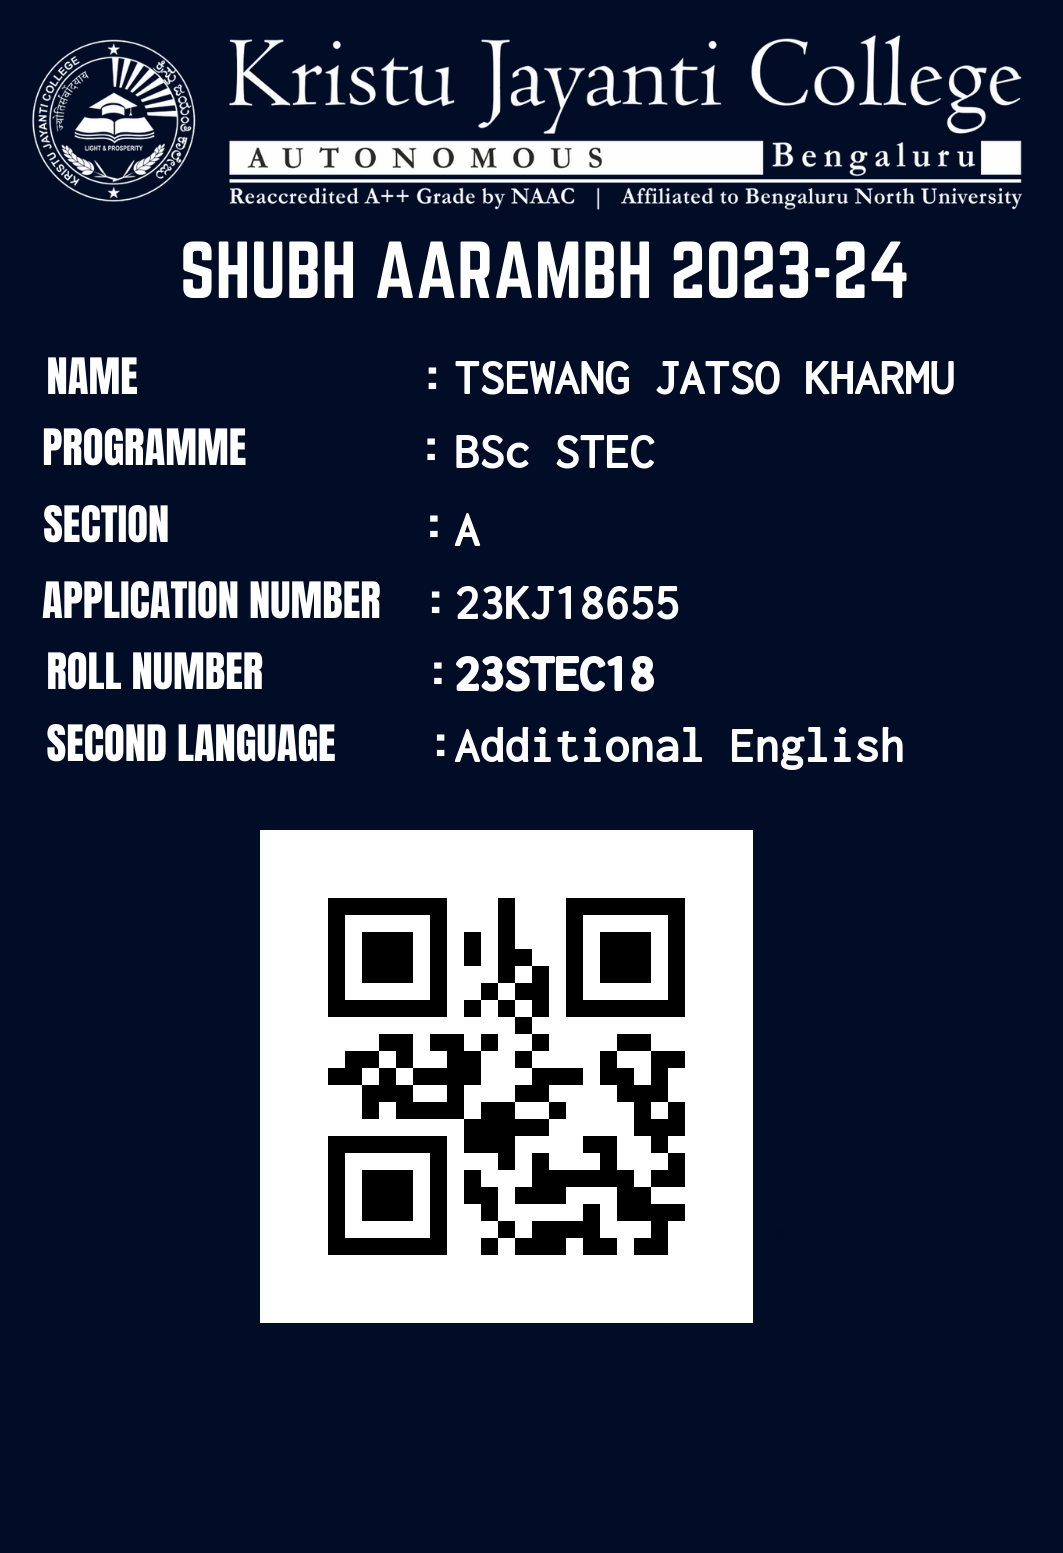 KRISTU JAYANTI COLLEGE
ಕ್ರಿಸ್ತು ಜಯಂತಿ ಕಾಲೇಜು
LIGHT & PROSPERITY
Kristu Jayanti College
AUTONOMOUS Bengaluru
Reaccredited A++ Grade by NAAC | Affiliated to Bengaluru North University
SHUBH AARAMBH 2023-24
NAME : TSEWANG JATSO KHARMU
PROGRAMME : BSc STEC
SECTION : A
APPLICATION NUMBER : 23KJ18655
ROLL NUMBER : 23STEC18
SECOND LANGUAGE : Additional English